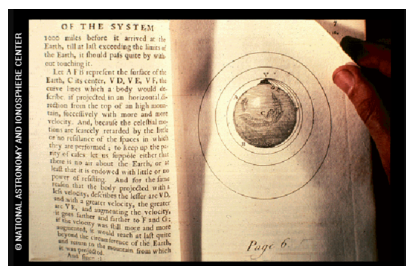 OF THE SYSTEM
1000 miles before it arrived at the
Earth, till at laſt exceeding the limits of
the Earth, it ſhould paſs quite by with-
out touching it.
Let AFB repreſent the ſurface of the
Earth, C its center, VD, VE, VF, the
curve lines which a body would de-
ſcribe, if projected in an horizontal di-
rection from the top of an high moun-
tain, ſucceſſively with more and more
velocity. And, becauſe the celeſtial mo-
tions are ſcarcely retarded by the little
or no reſiſtance of the ſpaces in which
they are performed; to keep up the pa-
rity of caſes, let us ſuppoſe either that
there is no air about the Earth, or at
leaſt that it is endowed with little or no
power of reſiſting. And for the ſame
reaſon that the body projected with a
leſs velocity, deſcribes the leſſer arc VD,
and with a greater velocity, the greater
arc VE, and augmenting the velocity,
it goes farther and farther to F and G;
if the velocity was ſtill more and more
augmented, it would reach at laſt quite
beyond the circumference of the Earth,
and return to the mountain from which
it was projected.
Page 6.
© NATIONAL ASTRONOMY AND IONOSPHERE CENTER